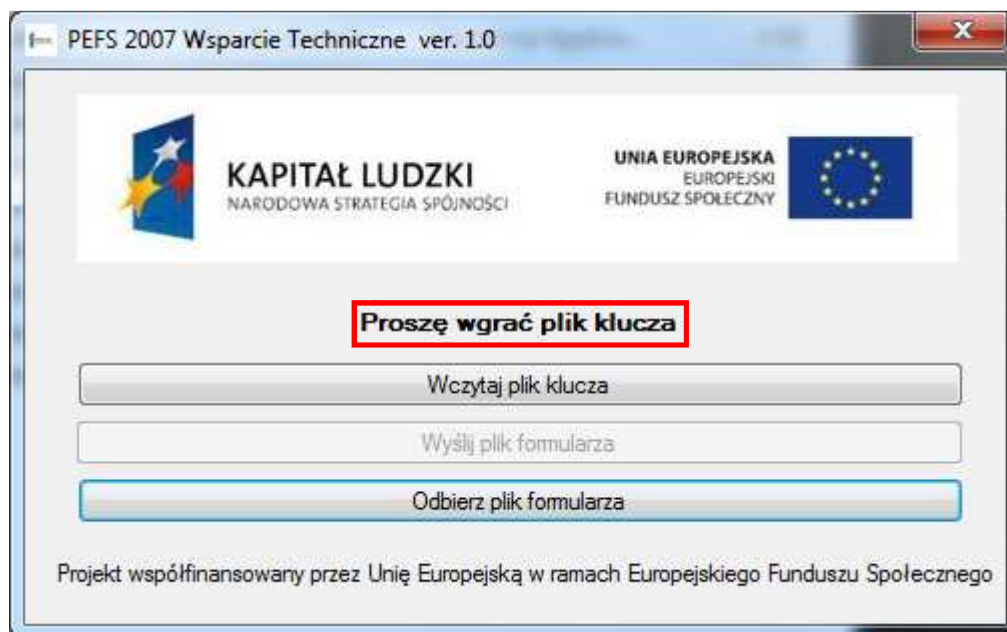 PEFS 2007 Wsparcie Techniczne ver. 1.0
KAPITAŁ LUDZKI
NARODOWA STRATEGIA SPÓJNOŚCI
UNIA EUROPEJSKA
EUROPEJSKI
FUNDUSZ SPOŁECZNY
Proszę wgrać plik klucza
Wczytaj plik klucza
Wyślij plik formularza
Odbierz plik formularza
Projekt współfinansowany przez Unię Europejską w ramach Europejskiego Funduszu Społecznego